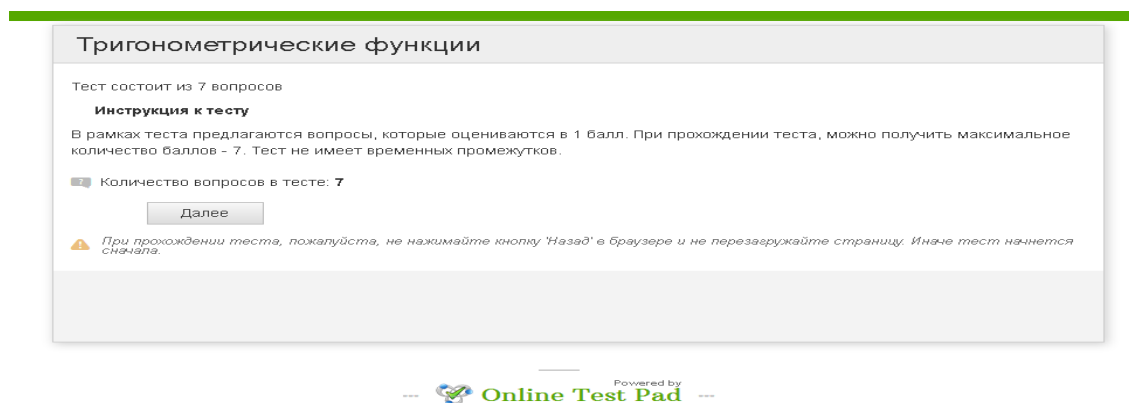 Тригонометрические функции
Тест состоит из 7 вопросов
Инструкция к тесту
В рамках теста предлагаются вопросы, которые оцениваются в 1 балл. При прохождении теста, можно получить максимальное
количество баллов - 7. Тест не имеет временных промежутков.
Количество вопросов в тесте: 7
Далее
При прохождении теста, пожалуйста, не нажимайте кнопку 'Назад' в браузере и не перезагружайте страницу. Иначе тест начнется
сначала.
Powered by
--- Online Test Pad ---